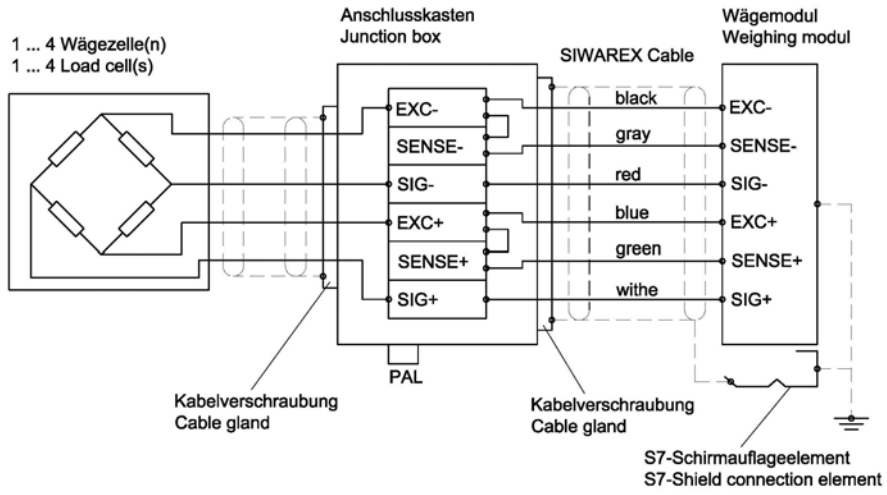 1 ... 4 Wägezelle(n)
1 ... 4 Load cell(s)
Anschlusskasten
Junction box
SIWAREX Cable
Wägemodul
Weighing modul
EXC-
SENSE-
SIG-
EXC+
SENSE+
SIG+
black
gray
red
blue
green
withe
EXC-
SENSE-
SIG-
EXC+
SENSE+
SIG+
PAL
Kabelverschraubung
Cable gland
Kabelverschraubung
Cable gland
S7-Schirmauflageelement
S7-Shield connection element